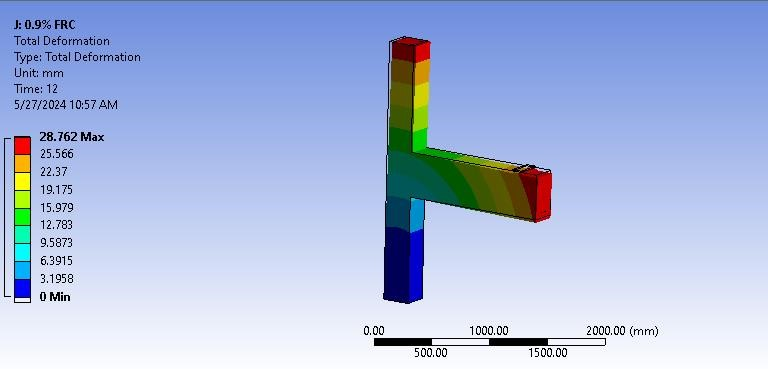 J: 0.9% FRC
Total Deformation
Type: Total Deformation
Unit: mm
Time: 12
5/27/2024 10:57 AM
28.762 Max
25.566
22.37
19.175
15.979
12.783
9.5873
6.3915
3.1958
0 Min
0.00 1000.00 2000.00 (mm)
500.00 1500.00